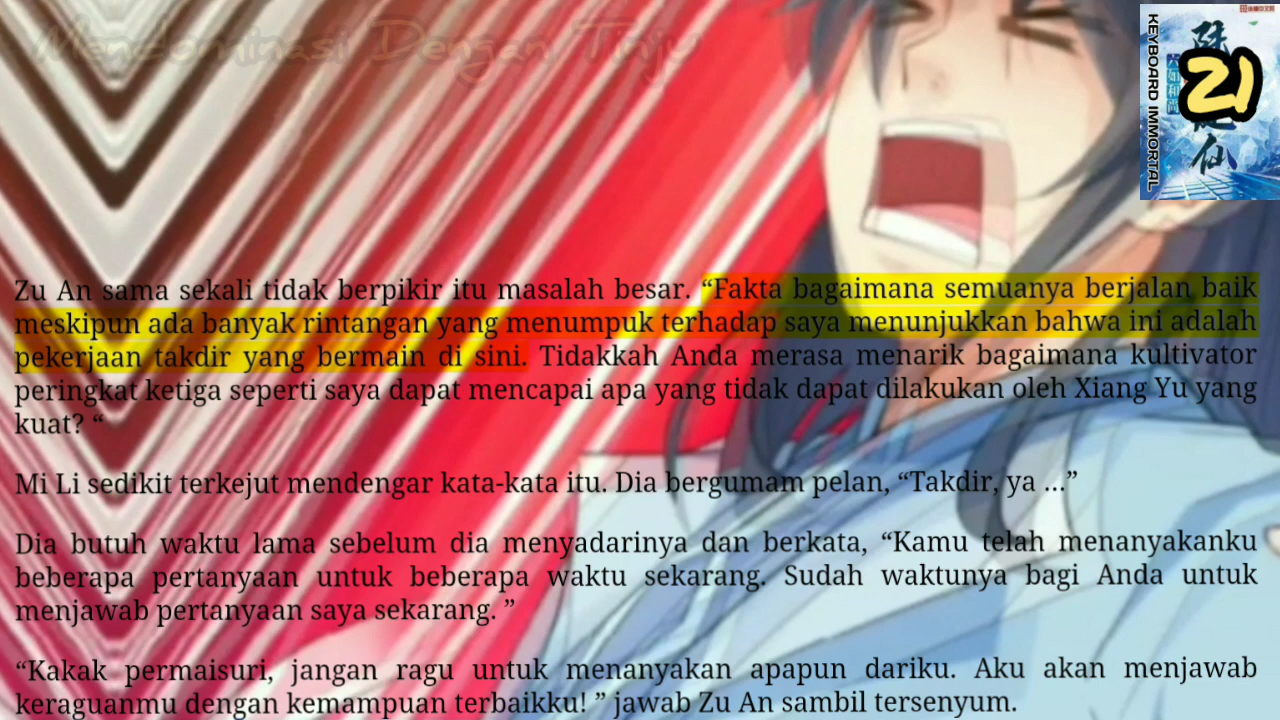 Mendominasi Dengan Tinju
KEYBOARD IMMORTAL
21
六如和尚
仙
Zu An sama sekali tidak berpikir itu masalah besar. “Fakta bagaimana semuanya berjalan baik
meskipun ada banyak rintangan yang menumpuk terhadap saya menunjukkan bahwa ini adalah
pekerjaan takdir yang bermain di sini. Tidakkah Anda merasa menarik bagaimana kultivator
peringkat ketiga seperti saya dapat mencapai apa yang tidak dapat dilakukan oleh Xiang Yu yang
kuat? “
Mi Li sedikit terkejut mendengar kata-kata itu. Dia bergumam pelan, “Takdir, ya …”
Dia butuh waktu lama sebelum dia menyadarinya dan berkata, “Kamu telah menanyakanku
beberapa pertanyaan untuk beberapa waktu sekarang. Sudah waktunya bagi Anda untuk
menjawab pertanyaan saya sekarang. ”
“Kakak permaisuri, jangan ragu untuk menanyakan apapun dariku. Aku akan menjawab
keraguanmu dengan kemampuan terbaikku! ” jawab Zu An sambil tersenyum.